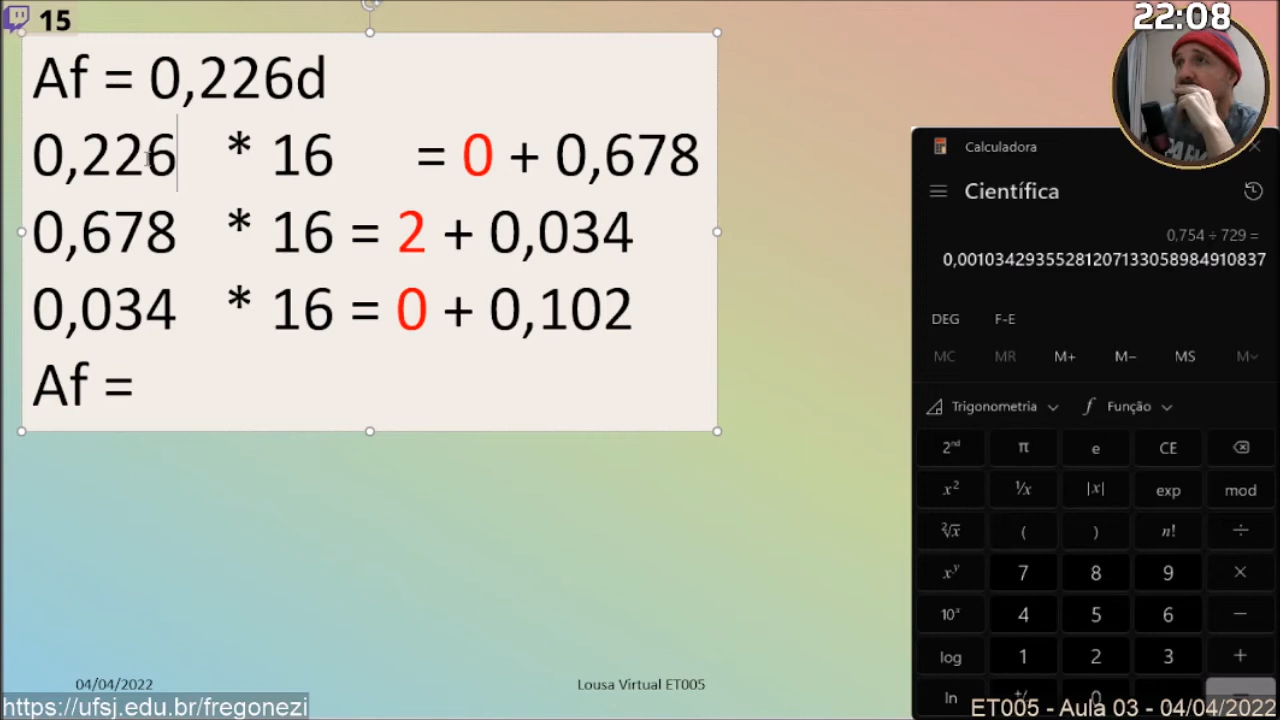 15
22:08
Af = 0,226d
0,226 * 16 = 0 + 0,678
0,678 * 16 = 2 + 0,034
0,034 * 16 = 0 + 0,102
Af =
Calculadora
Científica
0,754 ÷ 729 =
0,0010342935528120713305898491083​7
DEG F-E
MC MR M+ M− MS M
Trigonometria Função
2nd π e CE
x² ¹/x |x| exp mod
²√x ( ) n! ÷
xʸ 7 8 9 ×
10ˣ 4 5 6 −
log 1 2 3 +
ln
04/04/2022
Lousa Virtual ET005
https://ufsj.edu.br/fregonezi
ET005 - Aula 03 - 04/04/2022